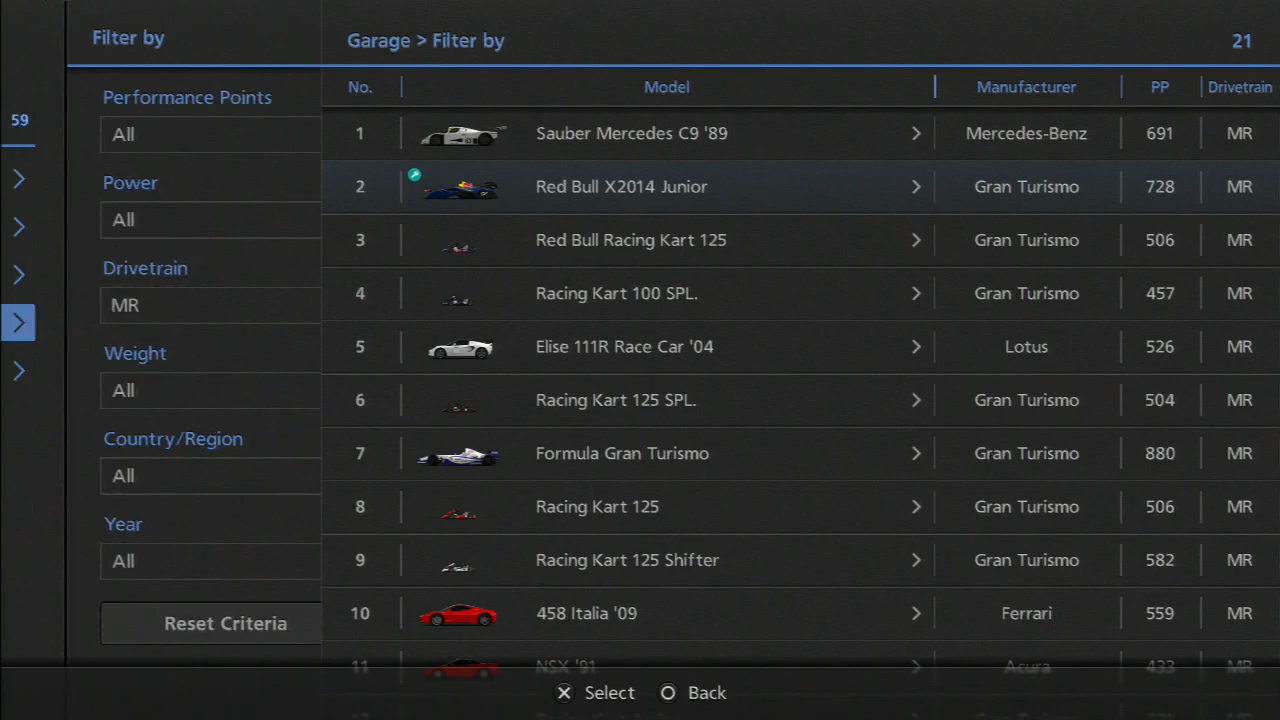 Filter by
Garage > Filter by
21
59
Performance Points
All
Power
All
Drivetrain
MR
Weight
All
Country/Region
All
Year
All
Reset Criteria
No. Model Manufacturer PP Drivetrain
1 Sauber Mercedes C9 '89 Mercedes-Benz 691 MR
2 Red Bull X2014 Junior Gran Turismo 728 MR
3 Red Bull Racing Kart 125 Gran Turismo 506 MR
4 Racing Kart 100 SPL. Gran Turismo 457 MR
5 Elise 111R Race Car '04 Lotus 526 MR
6 Racing Kart 125 SPL. Gran Turismo 504 MR
7 Formula Gran Turismo Gran Turismo 880 MR
8 Racing Kart 125 Gran Turismo 506 MR
9 Racing Kart 125 Shifter Gran Turismo 582 MR
10 458 Italia '09 Ferrari 559 MR
11 NSX '91 Acura 433 MR
Select Back